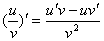 (u/v)' = (u'v − uv')/v²